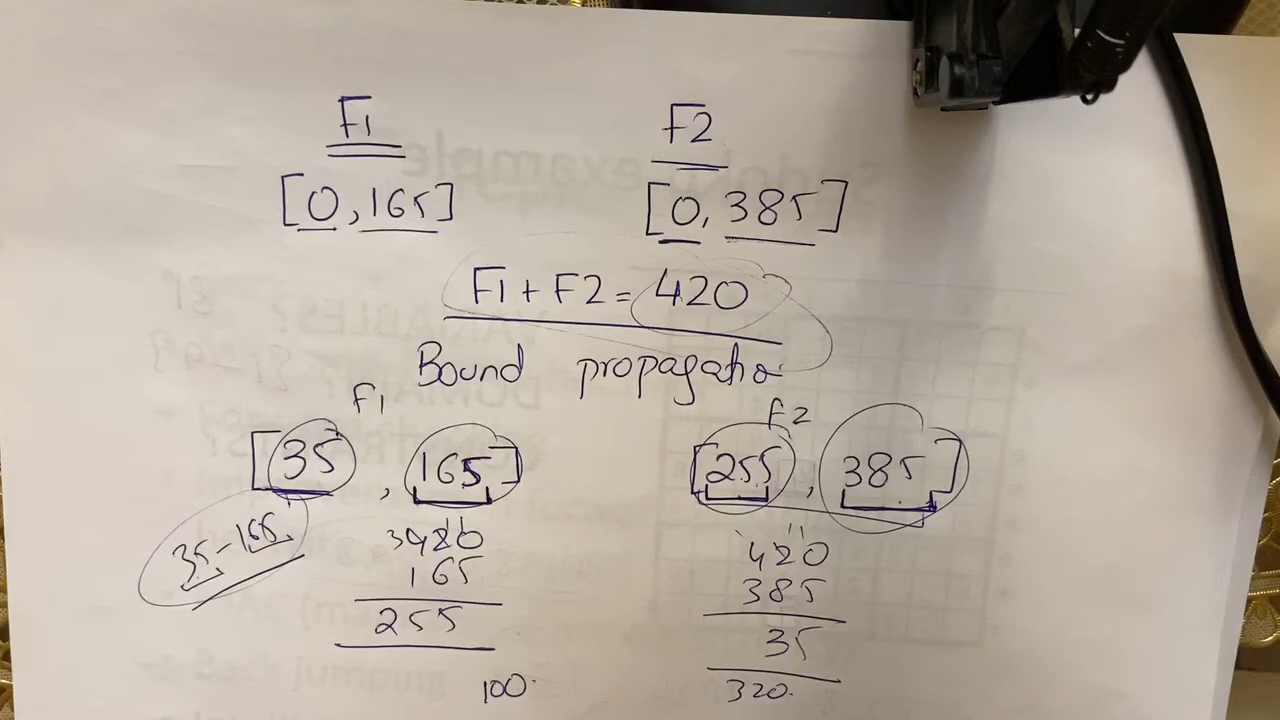 F1 F2
[0, 165] [0, 385]
F1 + F2 = 420
Bound propagatio
F1 F2
[35, 165] [255, 385]
35 - 165
420 420
165 385
255 35
100. 320.